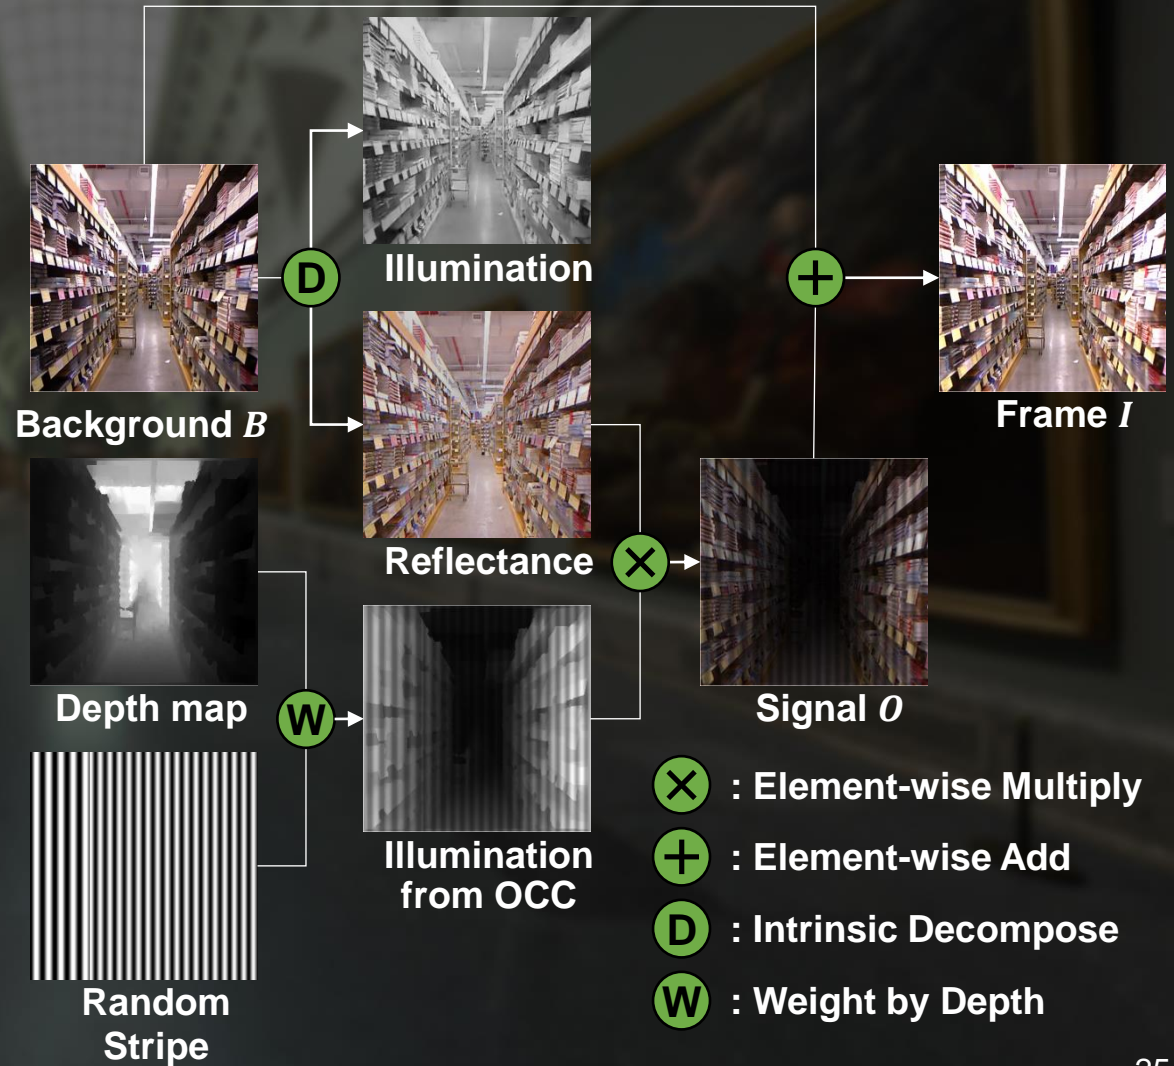 Illumination
D
+
Background B
Frame I
Reflectance
×
Depth map
W
Signal O
Illumination
from OCC
Random
Stripe
× : Element-wise Multiply
+ : Element-wise Add
D : Intrinsic Decompose
W : Weight by Depth